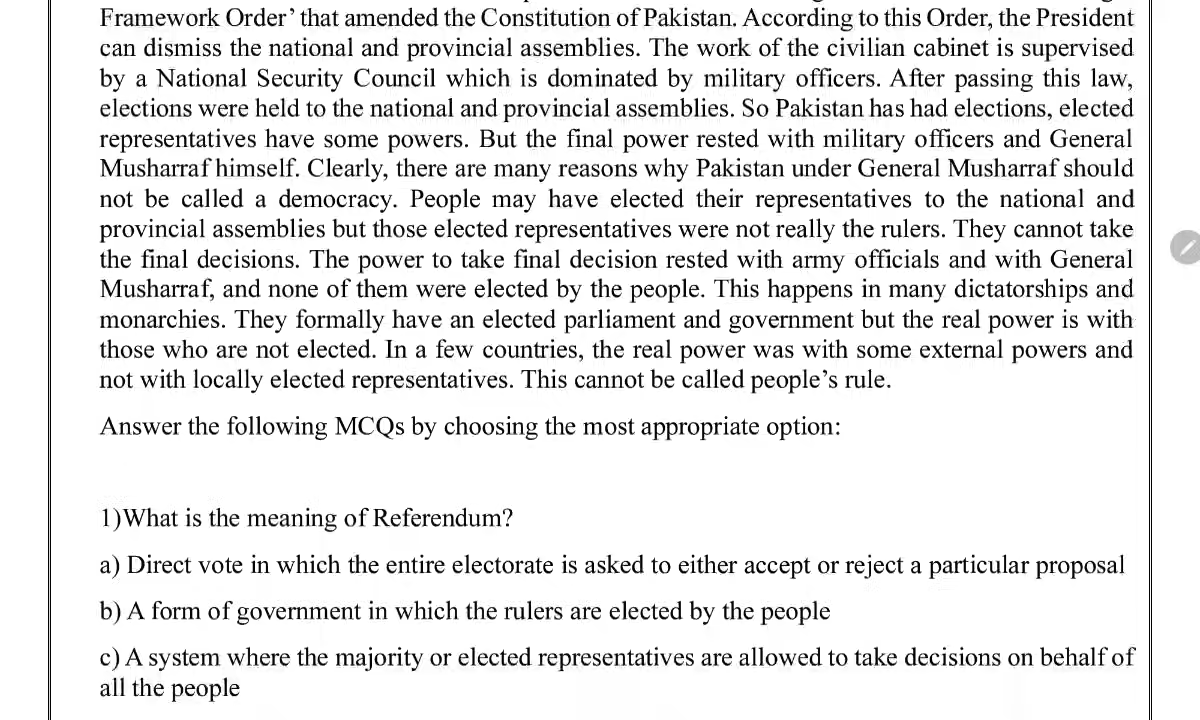 Framework Order’ that amended the Constitution of Pakistan. According to this Order, the President
can dismiss the national and provincial assemblies. The work of the civilian cabinet is supervised
by a National Security Council which is dominated by military officers. After passing this law,
elections were held to the national and provincial assemblies. So Pakistan has had elections, elected
representatives have some powers. But the final power rested with military officers and General
Musharraf himself. Clearly, there are many reasons why Pakistan under General Musharraf should
not be called a democracy. People may have elected their representatives to the national and
provincial assemblies but those elected representatives were not really the rulers. They cannot take
the final decisions. The power to take final decision rested with army officials and with General
Musharraf, and none of them were elected by the people. This happens in many dictatorships and
monarchies. They formally have an elected parliament and government but the real power is with
those who are not elected. In a few countries, the real power was with some external powers and
not with locally elected representatives. This cannot be called people’s rule.
Answer the following MCQs by choosing the most appropriate option:
1)What is the meaning of Referendum?
a) Direct vote in which the entire electorate is asked to either accept or reject a particular proposal
b) A form of government in which the rulers are elected by the people
c) A system where the majority or elected representatives are allowed to take decisions on behalf of
all the people